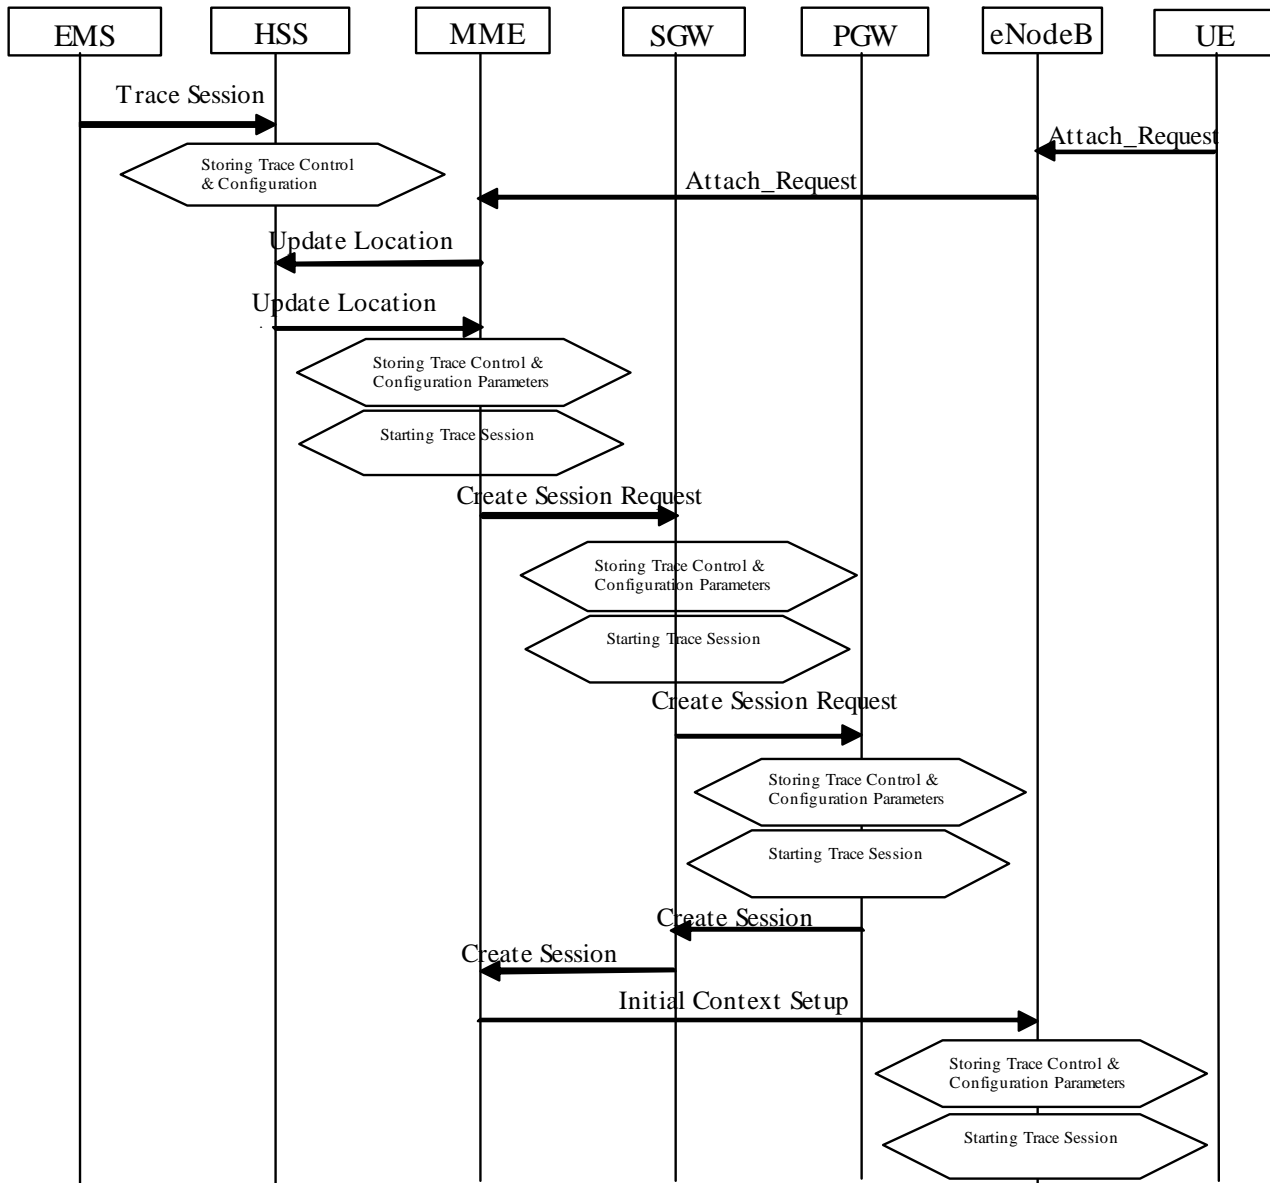 EMS
HSS
MME
SGW
PGW
eNodeB
UE
Trace Session
Attach_Request
Storing Trace Control
& Configuration
Attach_Request
Update Location
Update Location
Storing Trace Control &
Configuration Parameters
Starting Trace Session
Create Session Request
Storing Trace Control &
Configuration Parameters
Starting Trace Session
Create Session Request
Storing Trace Control &
Configuration Parameters
Starting Trace Session
Create Session
Create Session
Initial Context Setup
Storing Trace Control &
Configuration Parameters
Starting Trace Session